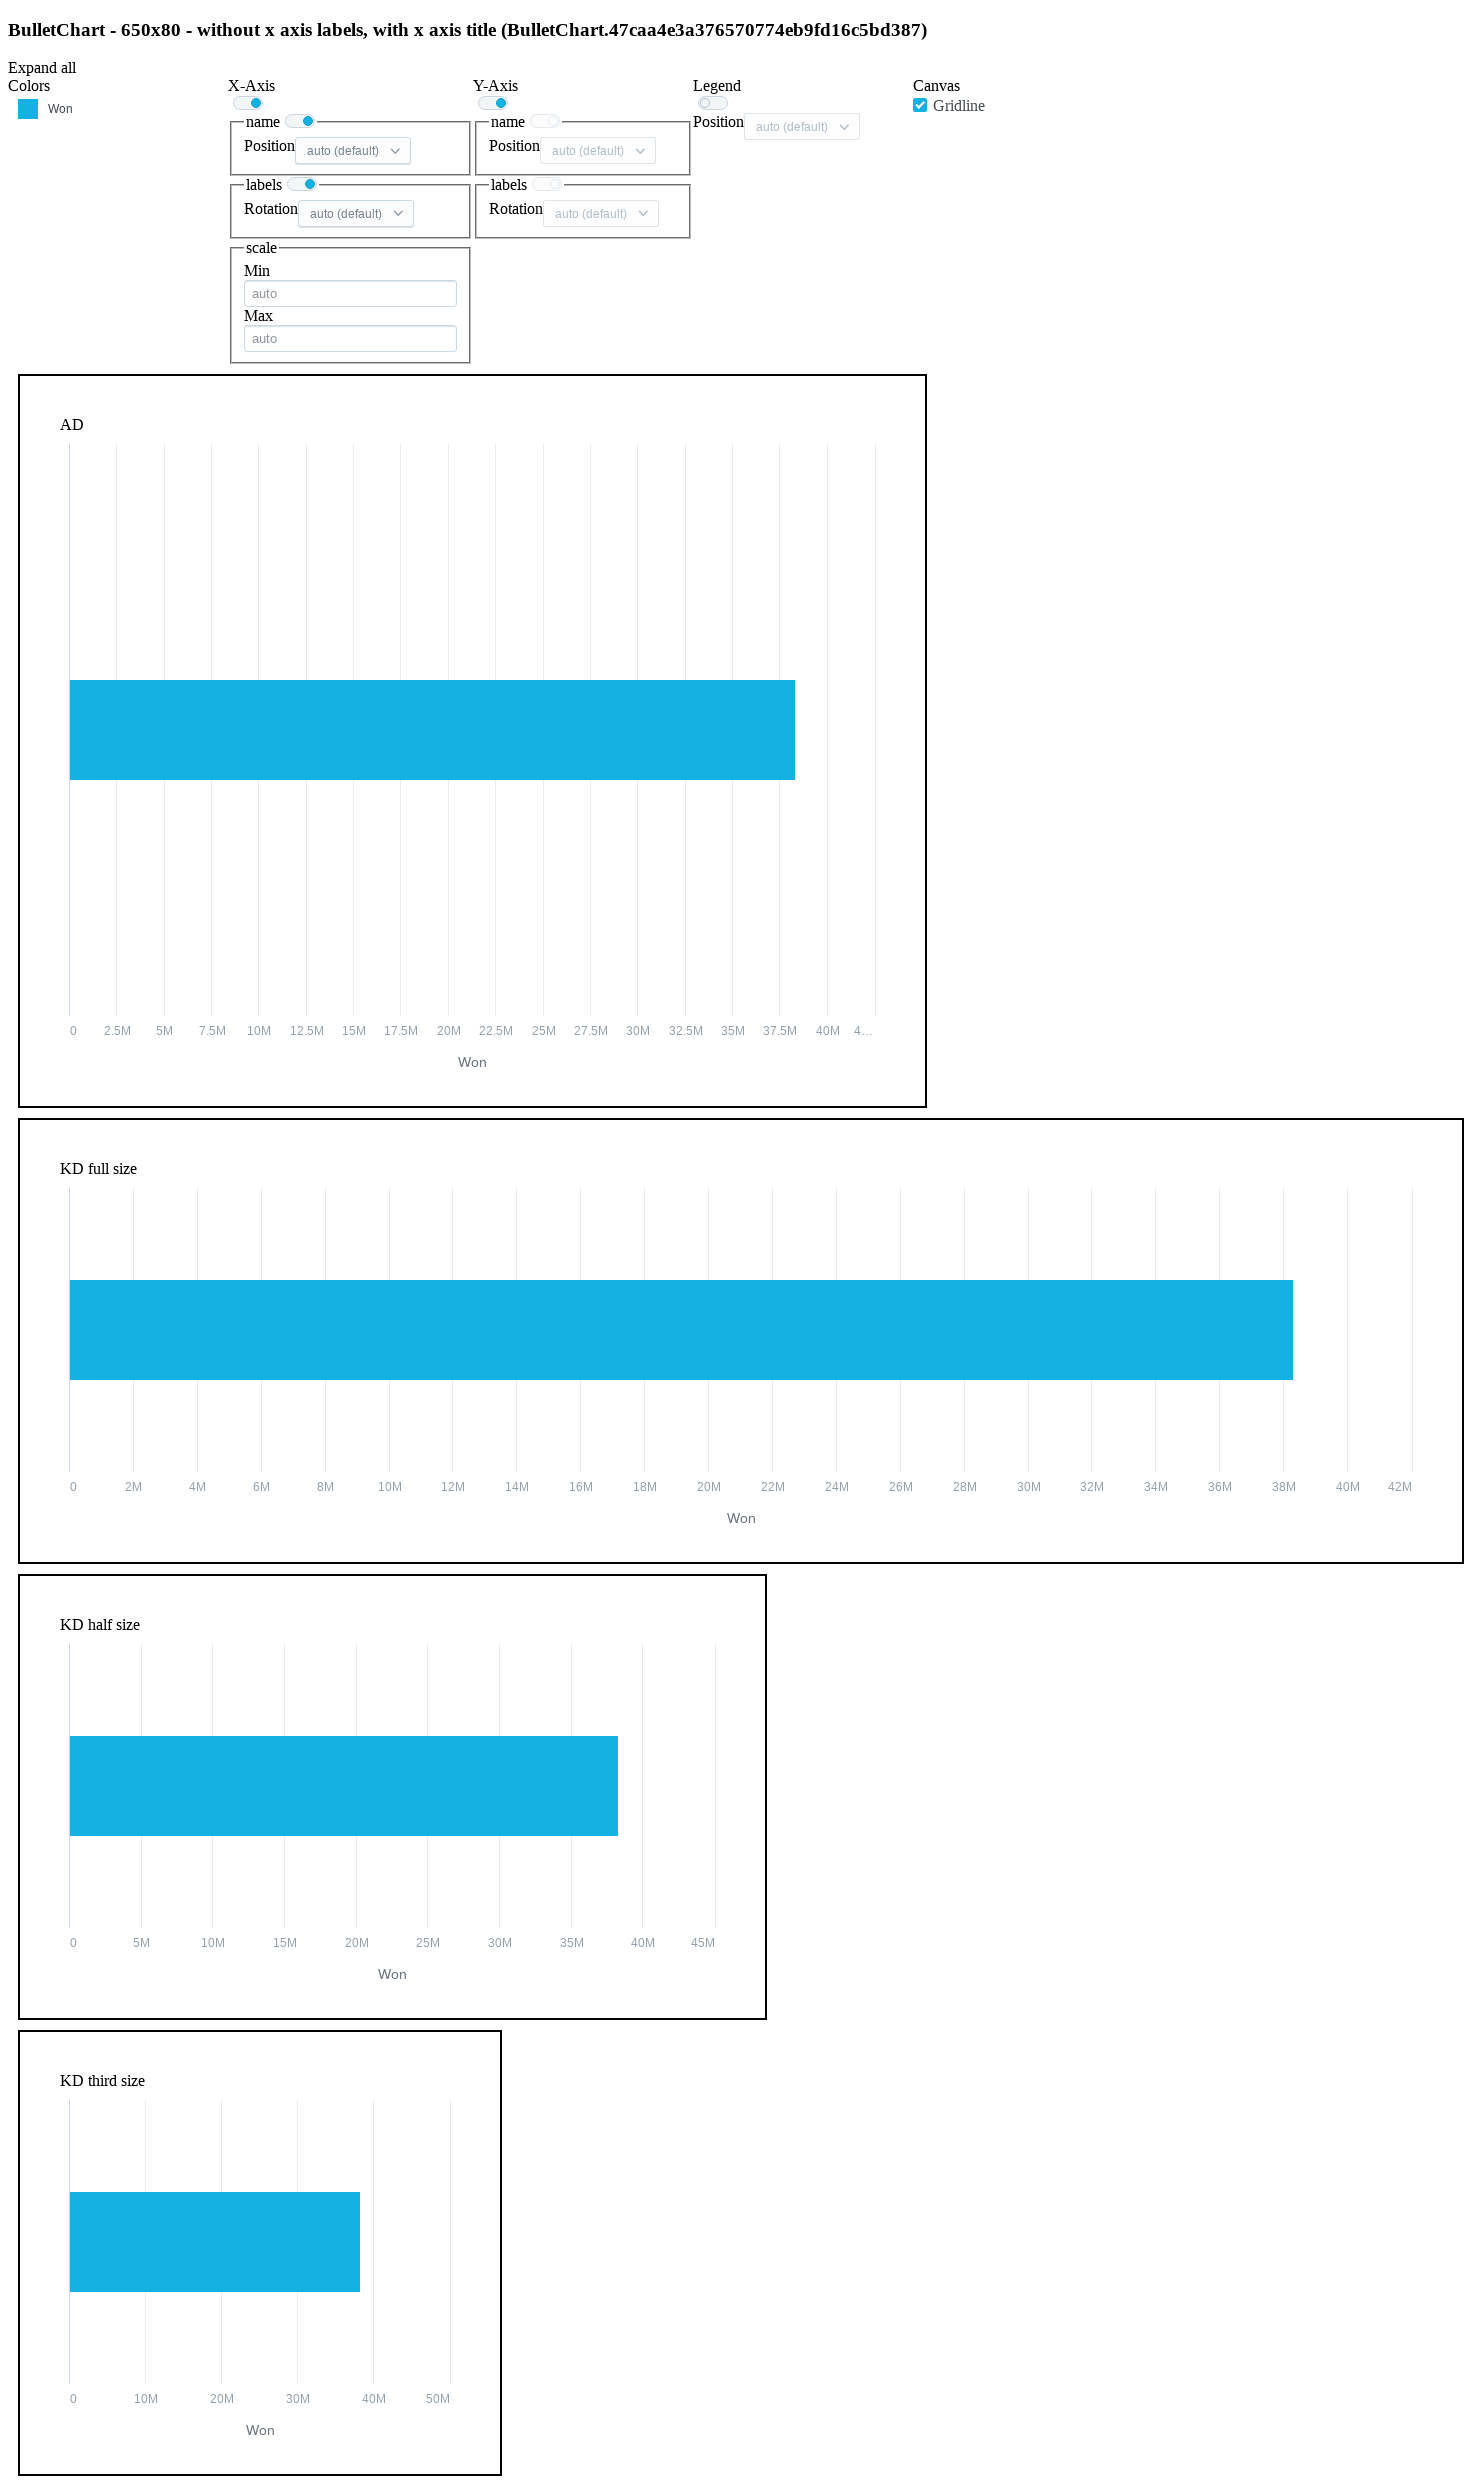 BulletChart - 650x80 - without x axis labels, with x axis title (BulletChart.47caa4e3a376570774eb9fd16c5bd387)
Expand all
Colors
Won
X-Axis
name
Position auto (default)
labels
Rotation auto (default)
scale
Min
auto
Max
auto
Y-Axis
name
Position auto (default)
labels
Rotation auto (default)
Legend
Position auto (default)
Canvas
Gridline
AD
0 2.5M 5M 7.5M 10M 12.5M 15M 17.5M 20M 22.5M 25M 27.5M 30M 32.5M 35M 37.5M 40M 4...
Won
KD full size
0 2M 4M 6M 8M 10M 12M 14M 16M 18M 20M 22M 24M 26M 28M 30M 32M 34M 36M 38M 40M 42M
Won
KD half size
0 5M 10M 15M 20M 25M 30M 35M 40M 45M
Won
KD third size
0 10M 20M 30M 40M 50M
Won